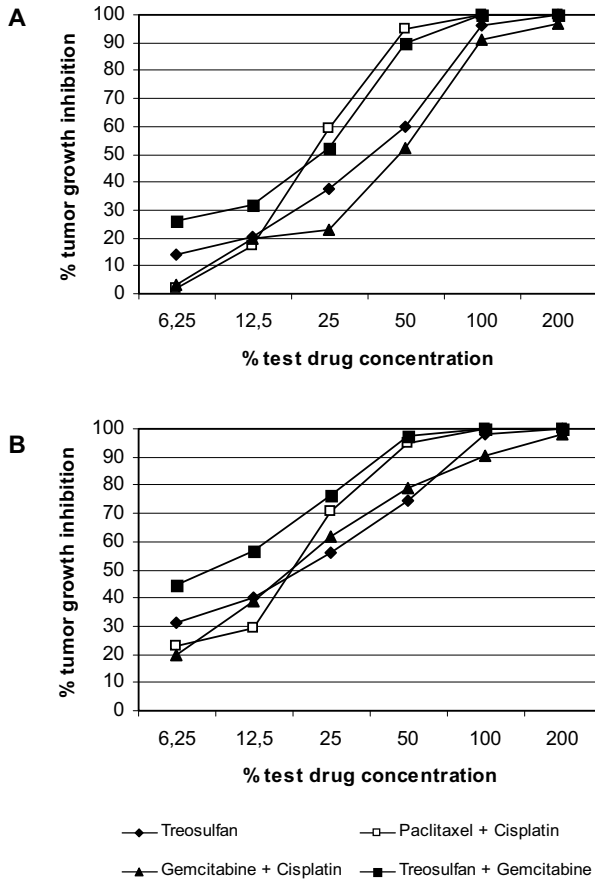 A
% tumor growth inhibition
100
90
80
70
60
50
40
30
20
10
0
6,25 12,5 25 50 100 200
% test drug concentration
B
% tumor growth inhibition
100
90
80
70
60
50
40
30
20
10
0
6,25 12,5 25 50 100 200
% test drug concentration
Treosulfan Paclitaxel + Cisplatin
Gemcitabine + Cisplatin Treosulfan + Gemcitabine